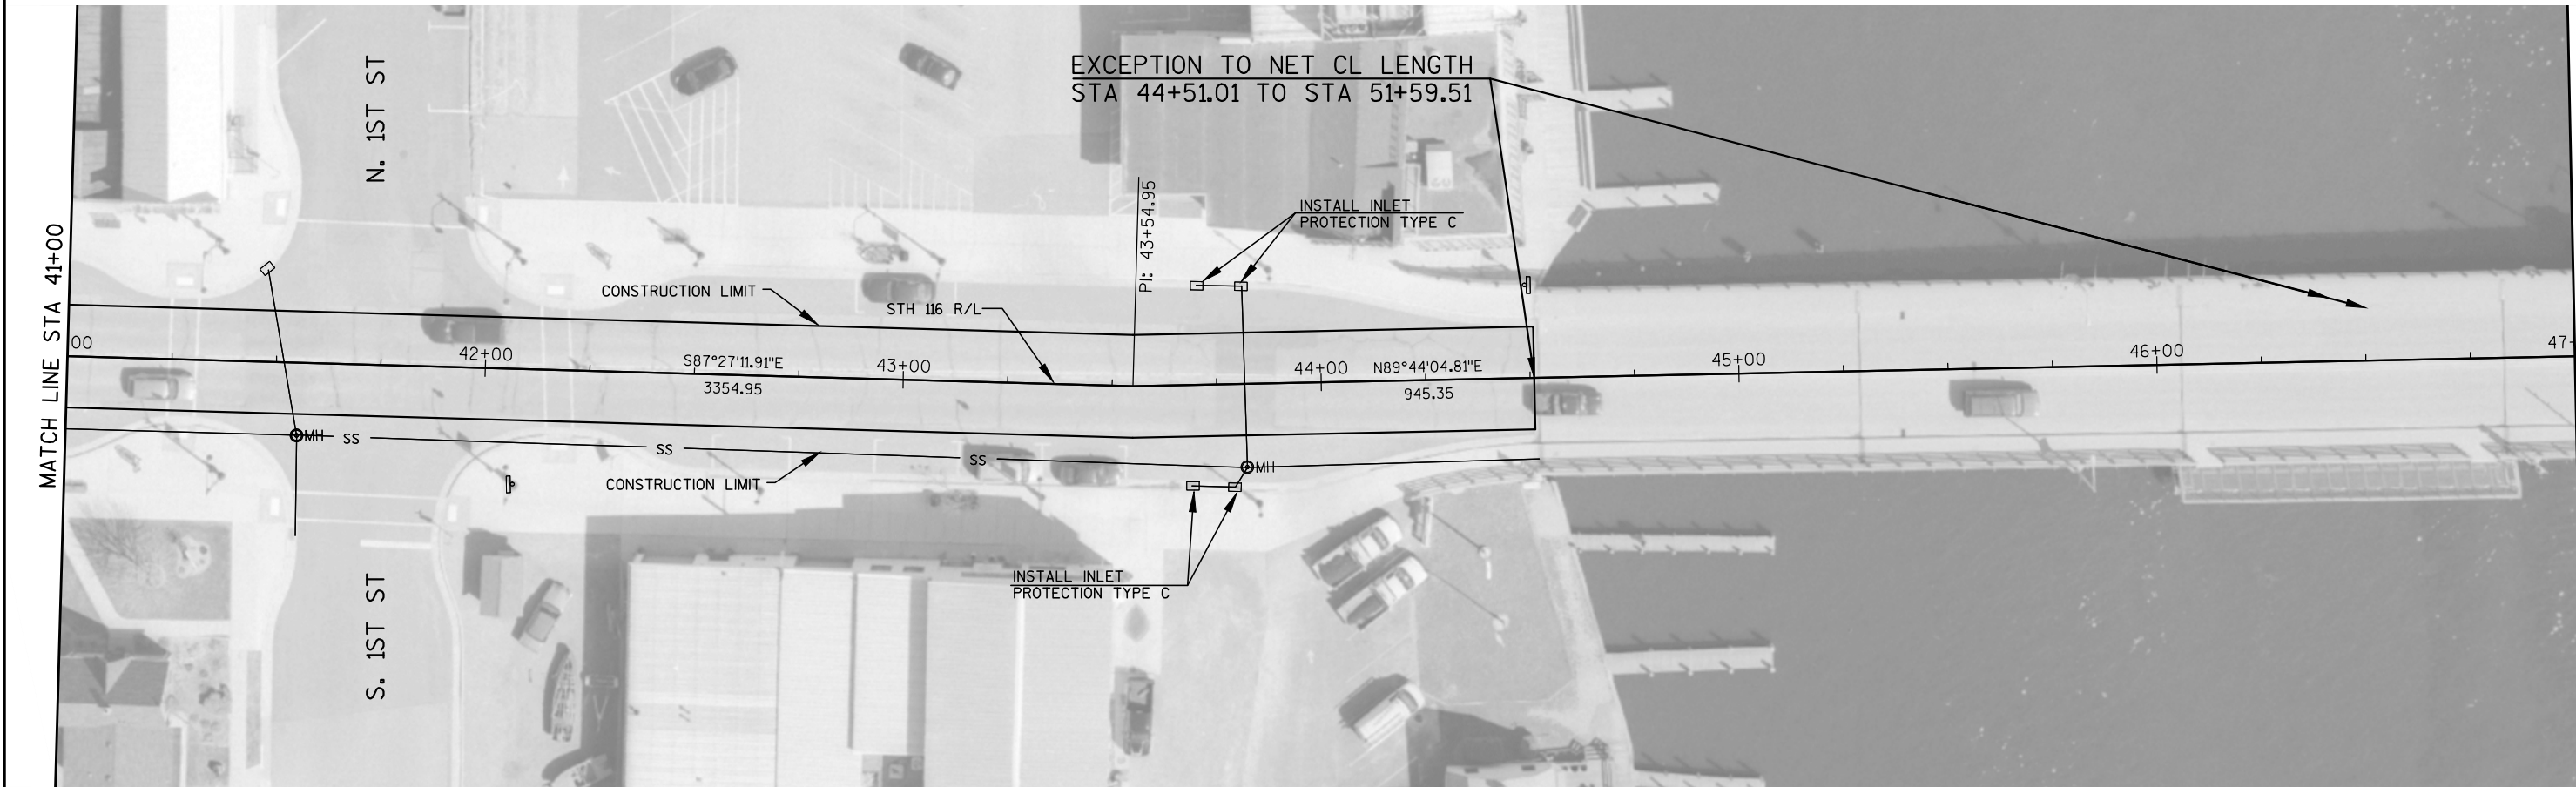 EXCEPTION TO NET CL LENGTH
STA 44+51.01 TO STA 51+59.51
N. 1ST ST
MATCH LINE STA 41+00
PI: 43+54.95
INSTALL INLET
PROTECTION TYPE C
CONSTRUCTION LIMIT
STH 116 R/L
00
42+00
S87°27'11.91"E
3354.95
43+00
44+00
N89°44'04.81"E
945.35
45+00
46+00
47+
MH
SS
SS
SS
MH
CONSTRUCTION LIMIT
INSTALL INLET
PROTECTION TYPE C
S. 1ST ST